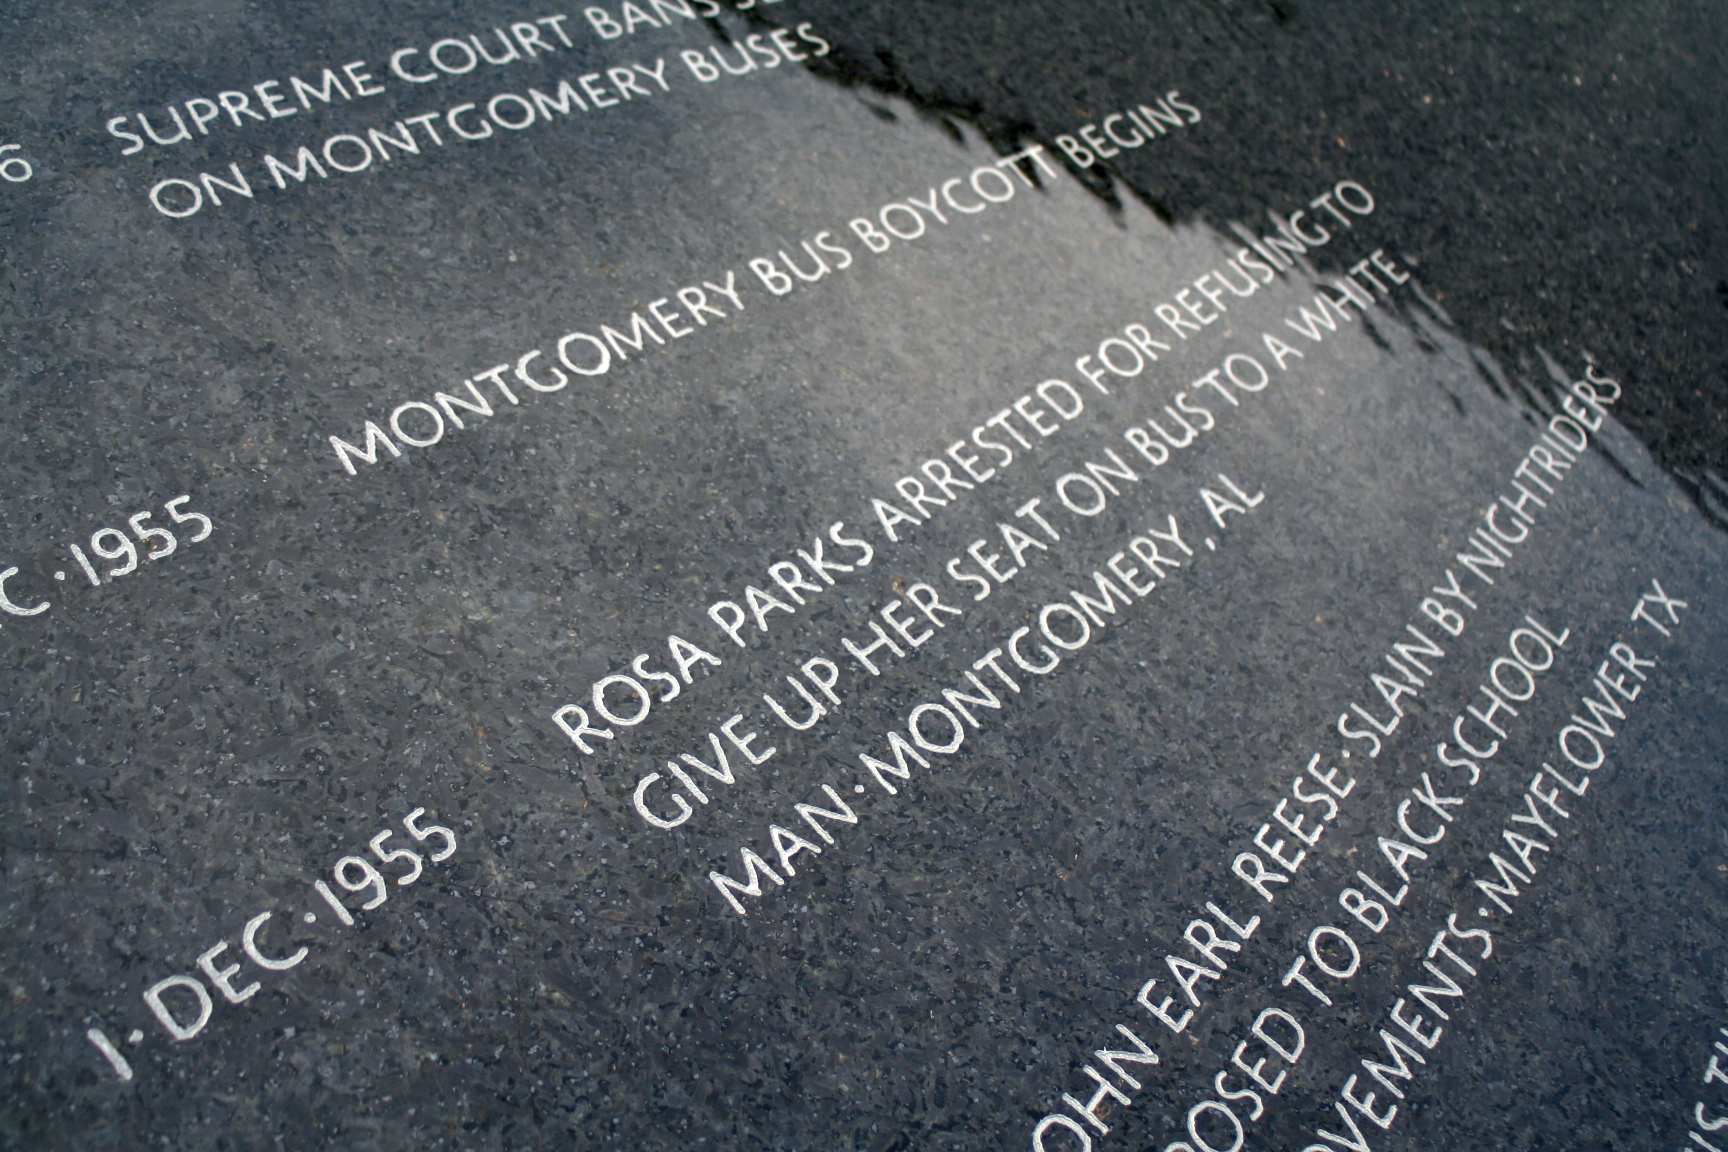 SUPREME COURT BANS
6 ON MONTGOMERY BUSES
C · 1955 MONTGOMERY BUS BOYCOTT BEGINS
1 · DEC · 1955 ROSA PARKS ARRESTED FOR REFUSING TO
GIVE UP HER SEAT ON BUS TO A WHITE
MAN · MONTGOMERY, AL
OHN EARL REESE · SLAIN BY NIGHTRIDERS
POSED TO BLACK SCHOOL
OVEMENTS · MAYFLOWER, TX